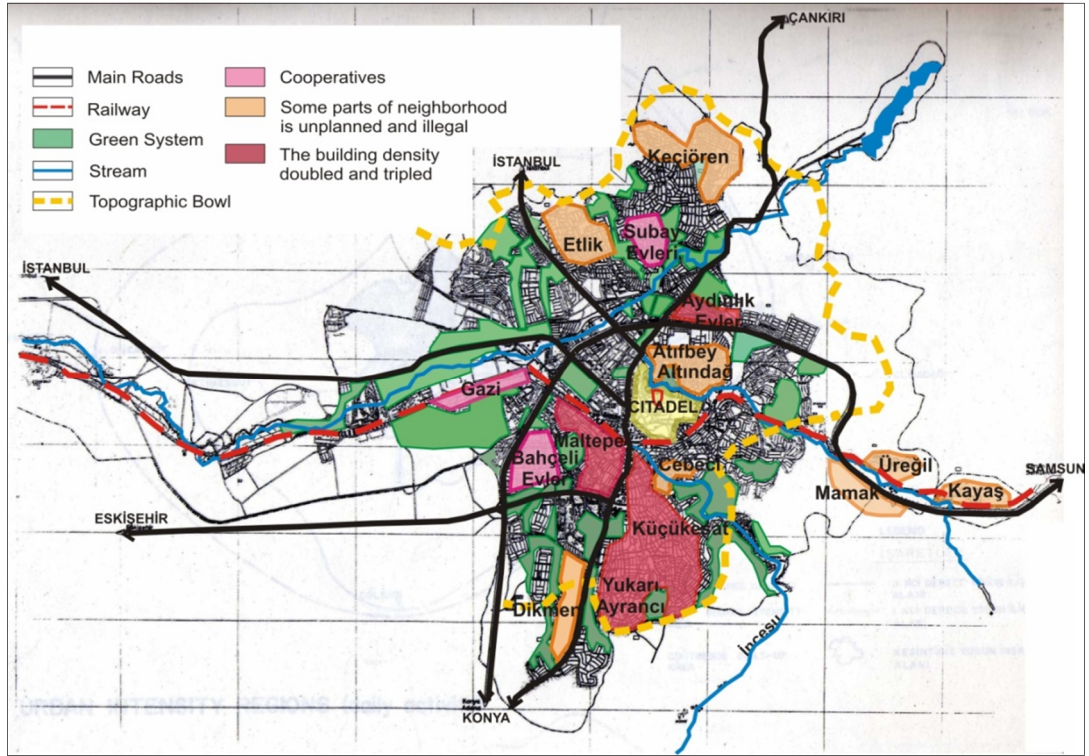 Main Roads
Railway
Green System
Stream
Topographic Bowl
Cooperatives
Some parts of neighborhood
is unplanned and illegal
The building density
doubled and tripled
ÇANKIRI
İSTANBUL
Keçiören
Etlik
Subay
Evleri
İSTANBUL
Aydınlık
Evler
Atıfbey
Altındağ
Gazi
CITADEL
Maltepe
Bahçeli
Evler
Cebeci
Üreğil
Mamak
Kayaş
SAMSUN
ESKİŞEHİR
Küçükesat
Yukarı
Ayrancı
Dikmen
İncesu
KONYA
URBAN INTENSITY REGIONS